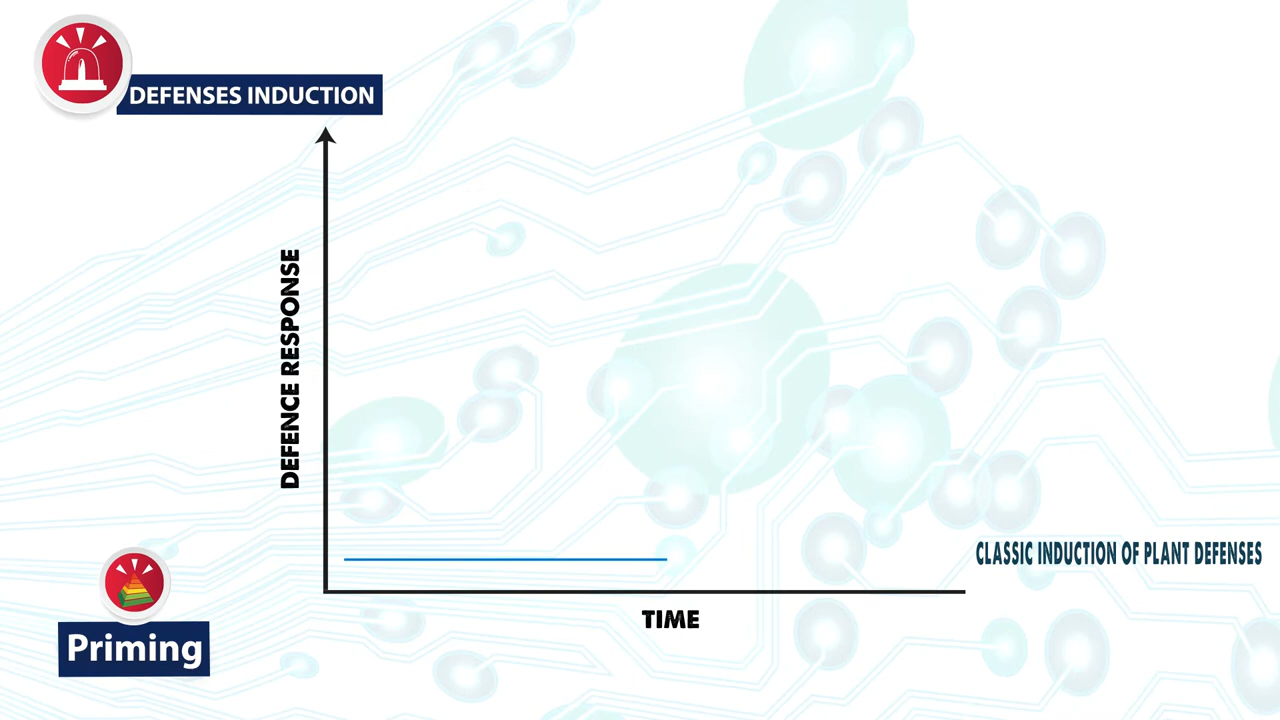 DEFENSES INDUCTION
DEFENCE RESPONSE
CLASSIC INDUCTION OF PLANT DEFENSES
TIME
Priming